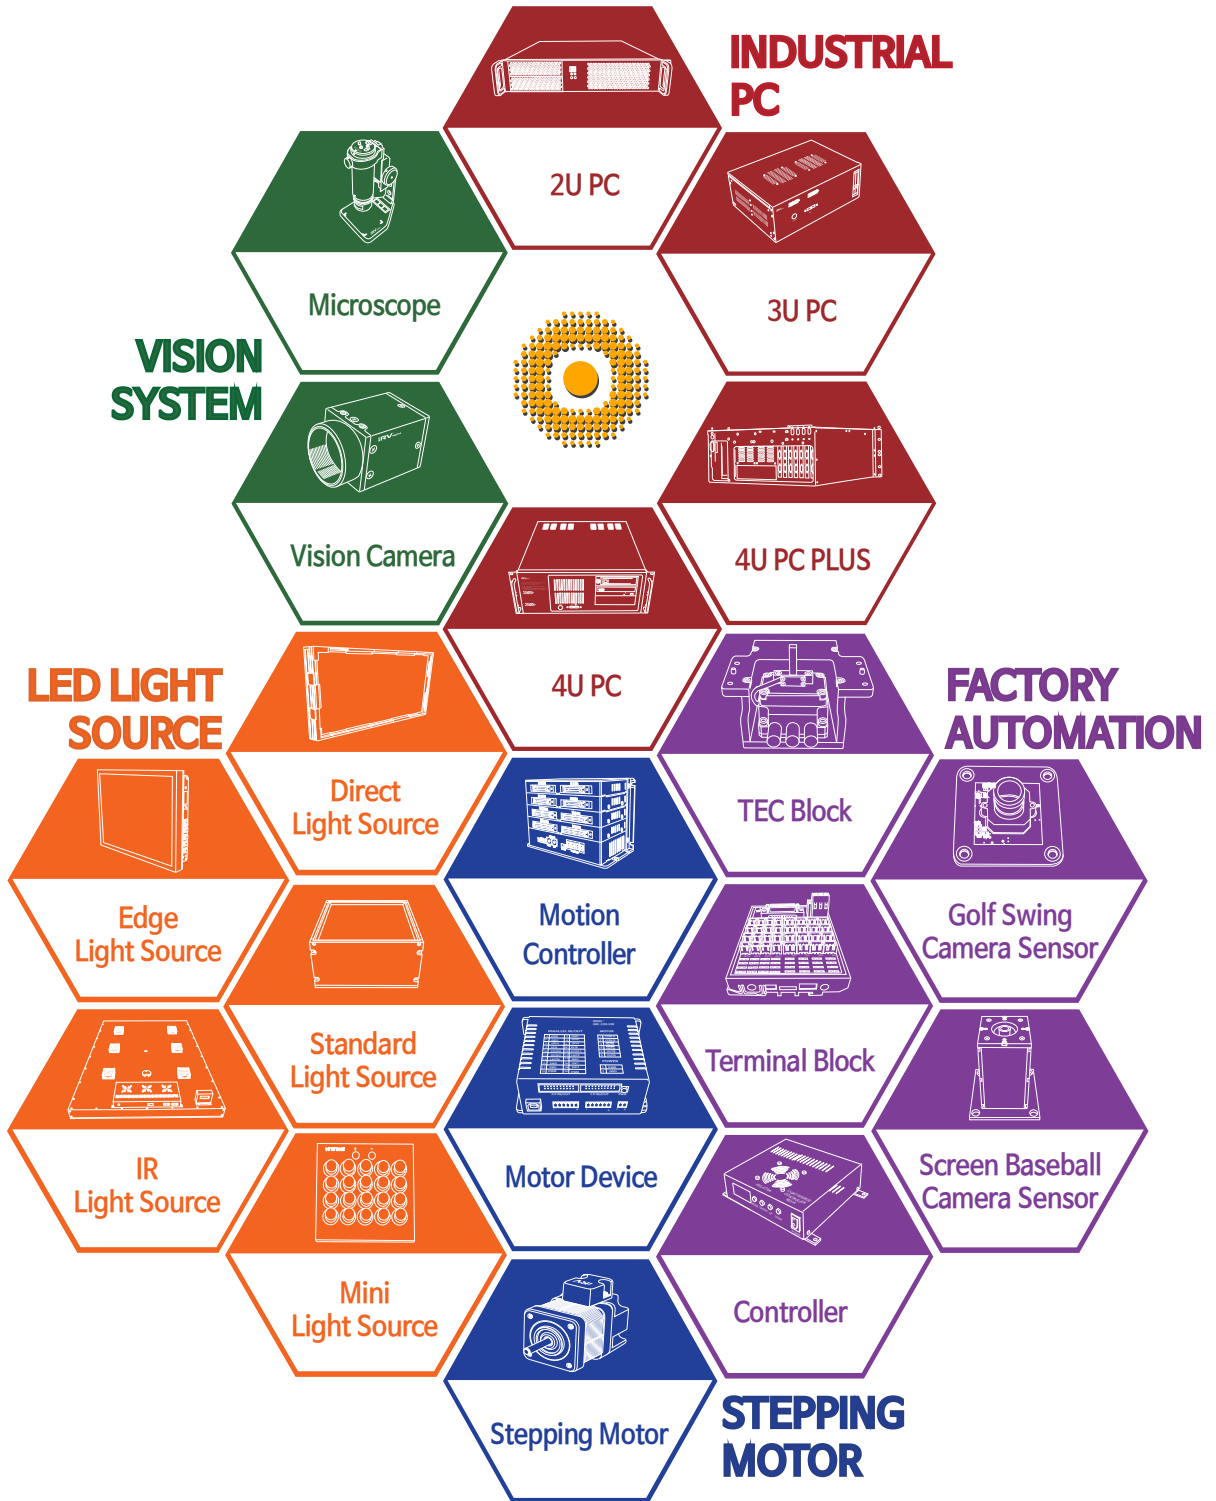 INDUSTRIAL
PC
2U PC
3U PC
Microscope
VISION
SYSTEM
iRV
Vision Camera
4U PC PLUS
4U PC
LED LIGHT
SOURCE
FACTORY
AUTOMATION
Direct
Light Source
TEC Block
Edge
Light Source
Motion
Controller
Golf Swing
Camera Sensor
Standard
Light Source
Terminal Block
IR
Light Source
Motor Device
Screen Baseball
Camera Sensor
Mini
Light Source
Controller
Stepping Motor
STEPPING
MOTOR